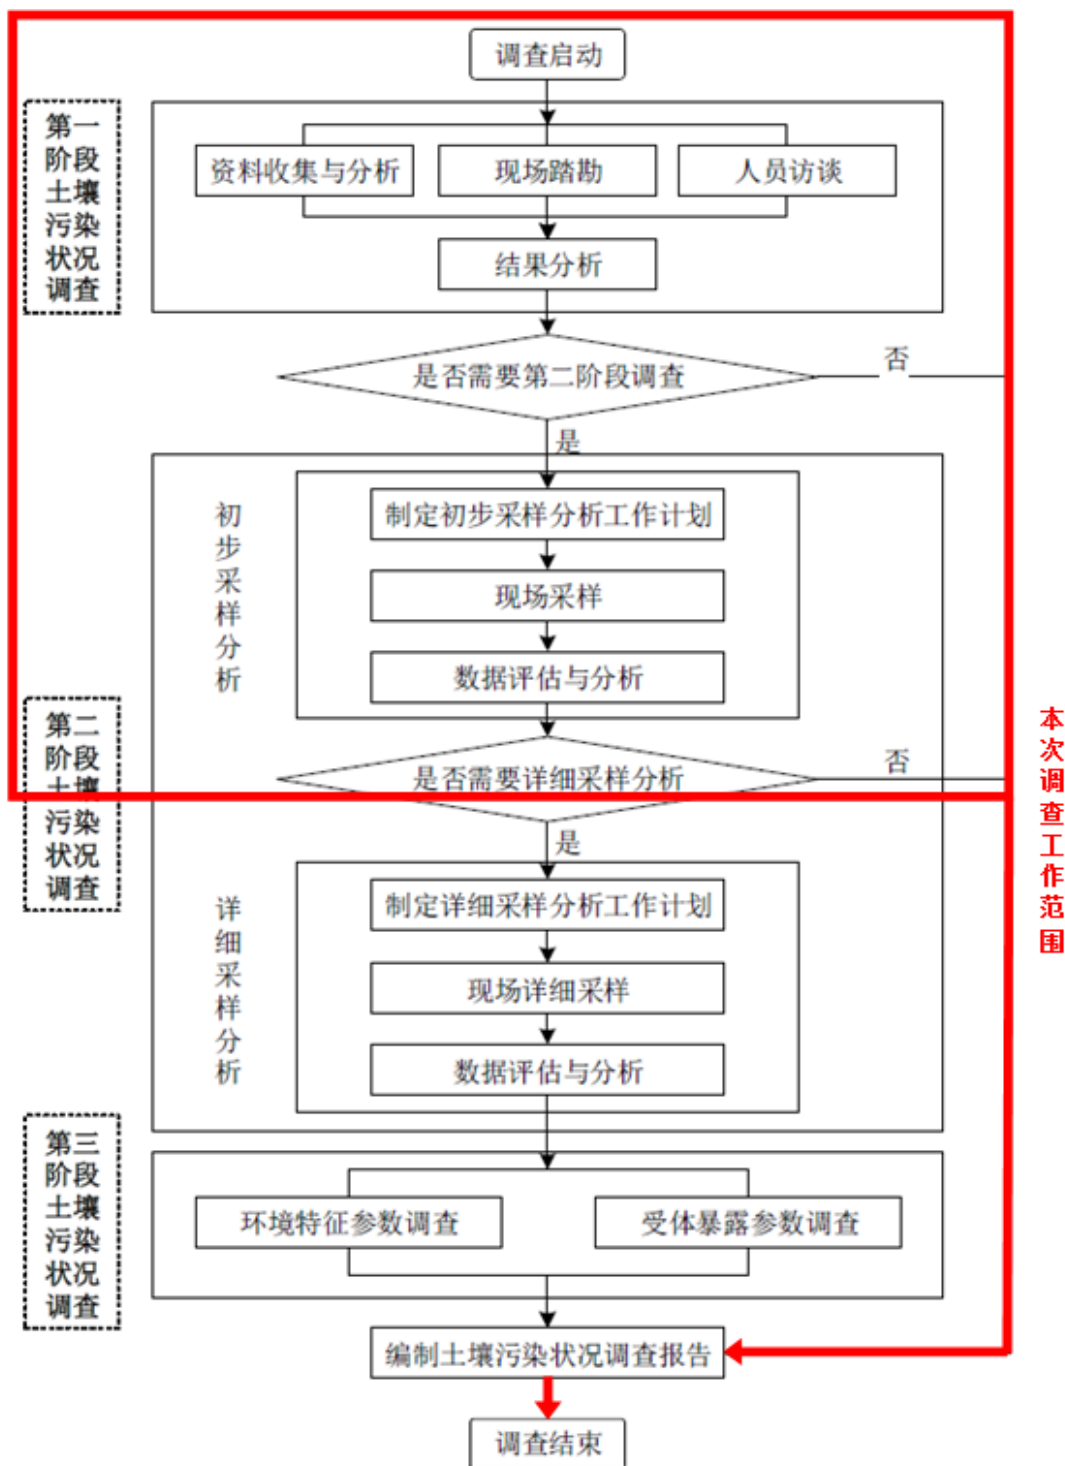 调查启动
第一
阶段
土壤
污染
状况
调查
资料收集与分析
现场踏勘
人员访谈
结果分析
是否需要第二阶段调查
否
是
初步采样分析
制定初步采样分析工作计划
现场采样
数据评估与分析
第二
阶段
土壤
污染
状况
调查
是否需要详细采样分析
否
是
本次调查工作范围
详细采样分析
制定详细采样分析工作计划
现场详细采样
数据评估与分析
第三
阶段
土壤
污染
状况
调查
环境特征参数调查
受体暴露参数调查
编制土壤污染状况调查报告
调查结束